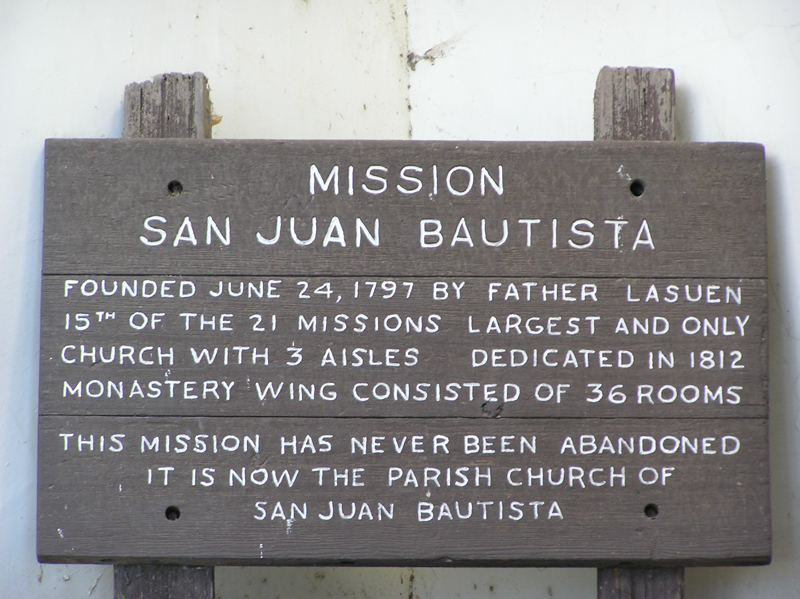 MISSION
SAN JUAN BAUTISTA
FOUNDED JUNE 24, 1797 BY FATHER LASUEN
15TH OF THE 21 MISSIONS LARGEST AND ONLY
CHURCH WITH 3 AISLES DEDICATED IN 1812
MONASTERY WING CONSISTED OF 36 ROOMS
THIS MISSION HAS NEVER BEEN ABANDONED
IT IS NOW THE PARISH CHURCH OF
SAN JUAN BAUTISTA